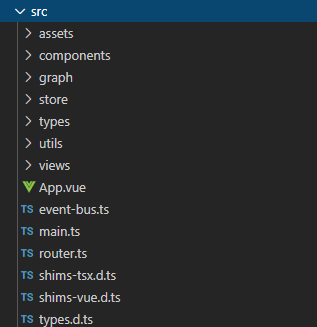 src
assets
components
graph
store
types
utils
views
App.vue
TS event-bus.ts
TS main.ts
TS router.ts
TS shims-tsx.d.ts
TS shims-vue.d.ts
TS types.d.ts